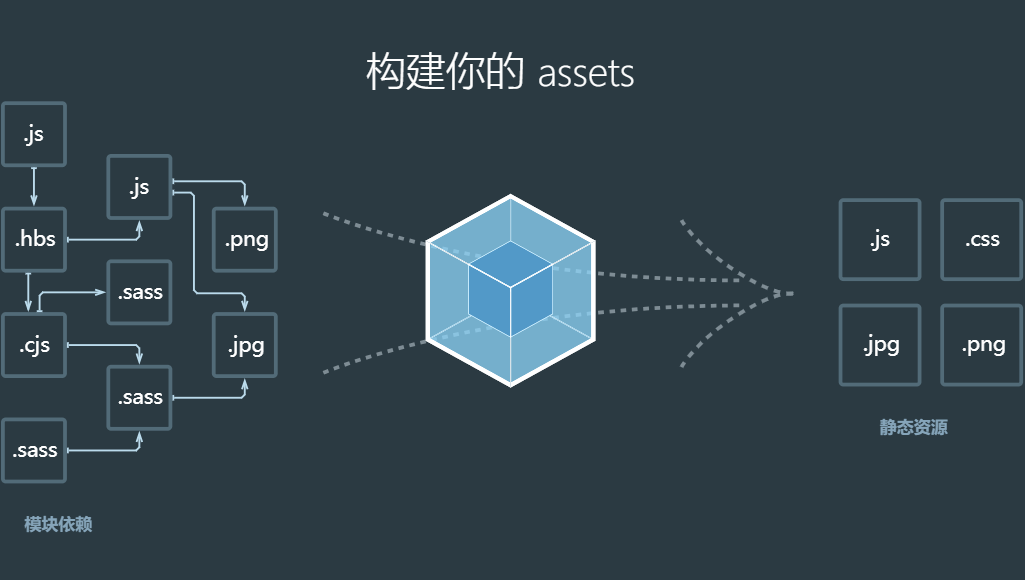 构建你的 assets
.js
.js
.hbs
.png
.sass
.cjs
.jpg
.sass
.sass
模块依赖
.js
.css
.jpg
.png
静态资源